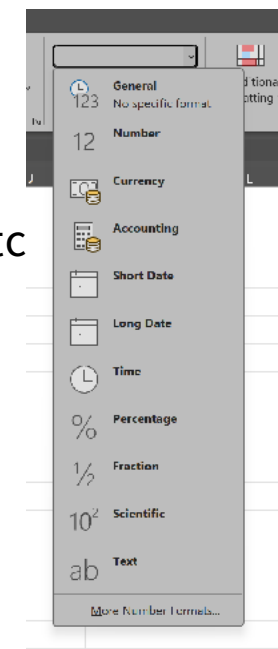 General
123
No specific format
12
Number
Currency
Accounting
Short Date
Long Date
Time
%
Percentage
½
Fraction
10²
Scientific
ab
Text
More Number Formats...
L